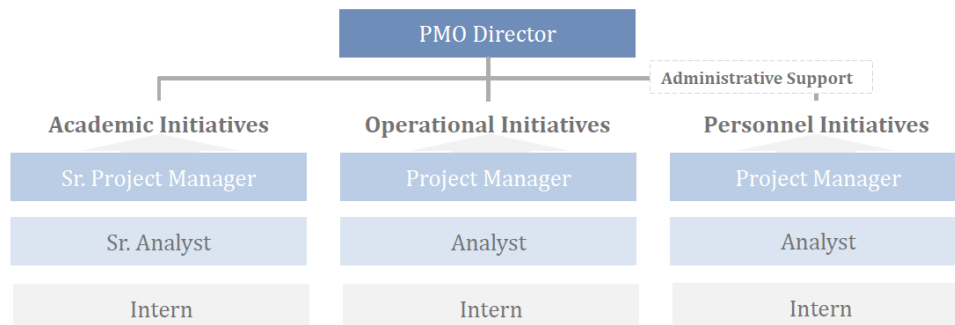 PMO Director
Administrative Support
Academic Initiatives
Operational Initiatives
Personnel Initiatives
Sr. Project Manager
Project Manager
Project Manager
Sr. Analyst
Analyst
Analyst
Intern
Intern
Intern